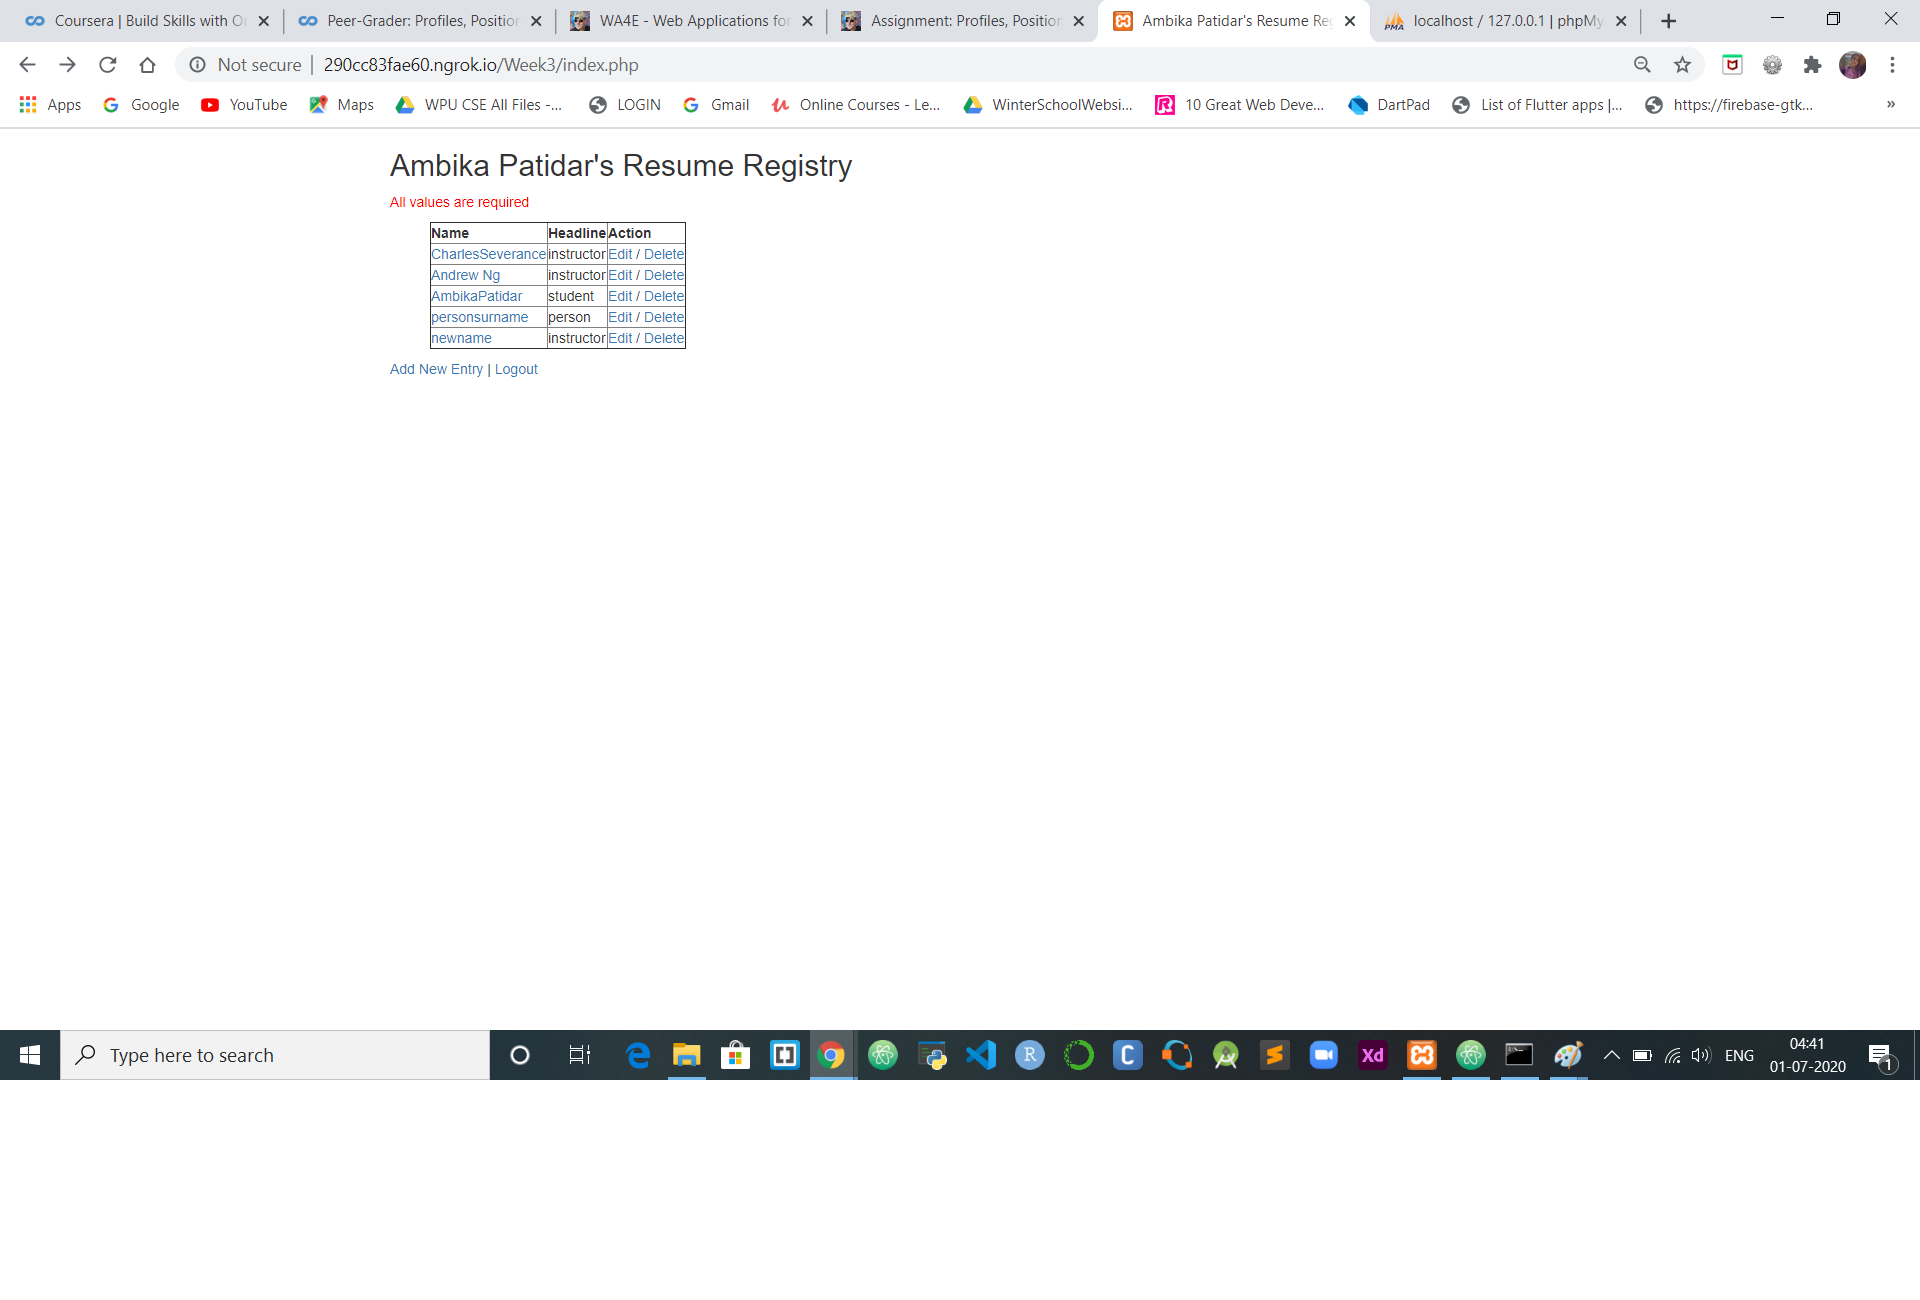 Coursera | Build Skills with O
Peer-Grader: Profiles, Position
WA4E - Web Applications for
Assignment: Profiles, Position
Ambika Patidar's Resume Re
localhost / 127.0.0.1 | phpMy
Not secure | 290cc83fae60.ngrok.io/Week3/index.php
Apps Google YouTube Maps WPU CSE All Files -... LOGIN Gmail Online Courses - Le... WinterSchoolWebsi... 10 Great Web Deve... DartPad List of Flutter apps |... https://firebase-gtk... »
Ambika Patidar's Resume Registry
All values are required
Name Headline Action
CharlesSeverance instructor Edit / Delete
Andrew Ng instructor Edit / Delete
AmbikaPatidar student Edit / Delete
personsurname person Edit / Delete
newname instructor Edit / Delete
Add New Entry | Logout
Type here to search
R
C
Xd
ENG
04:41
01-07-2020
1